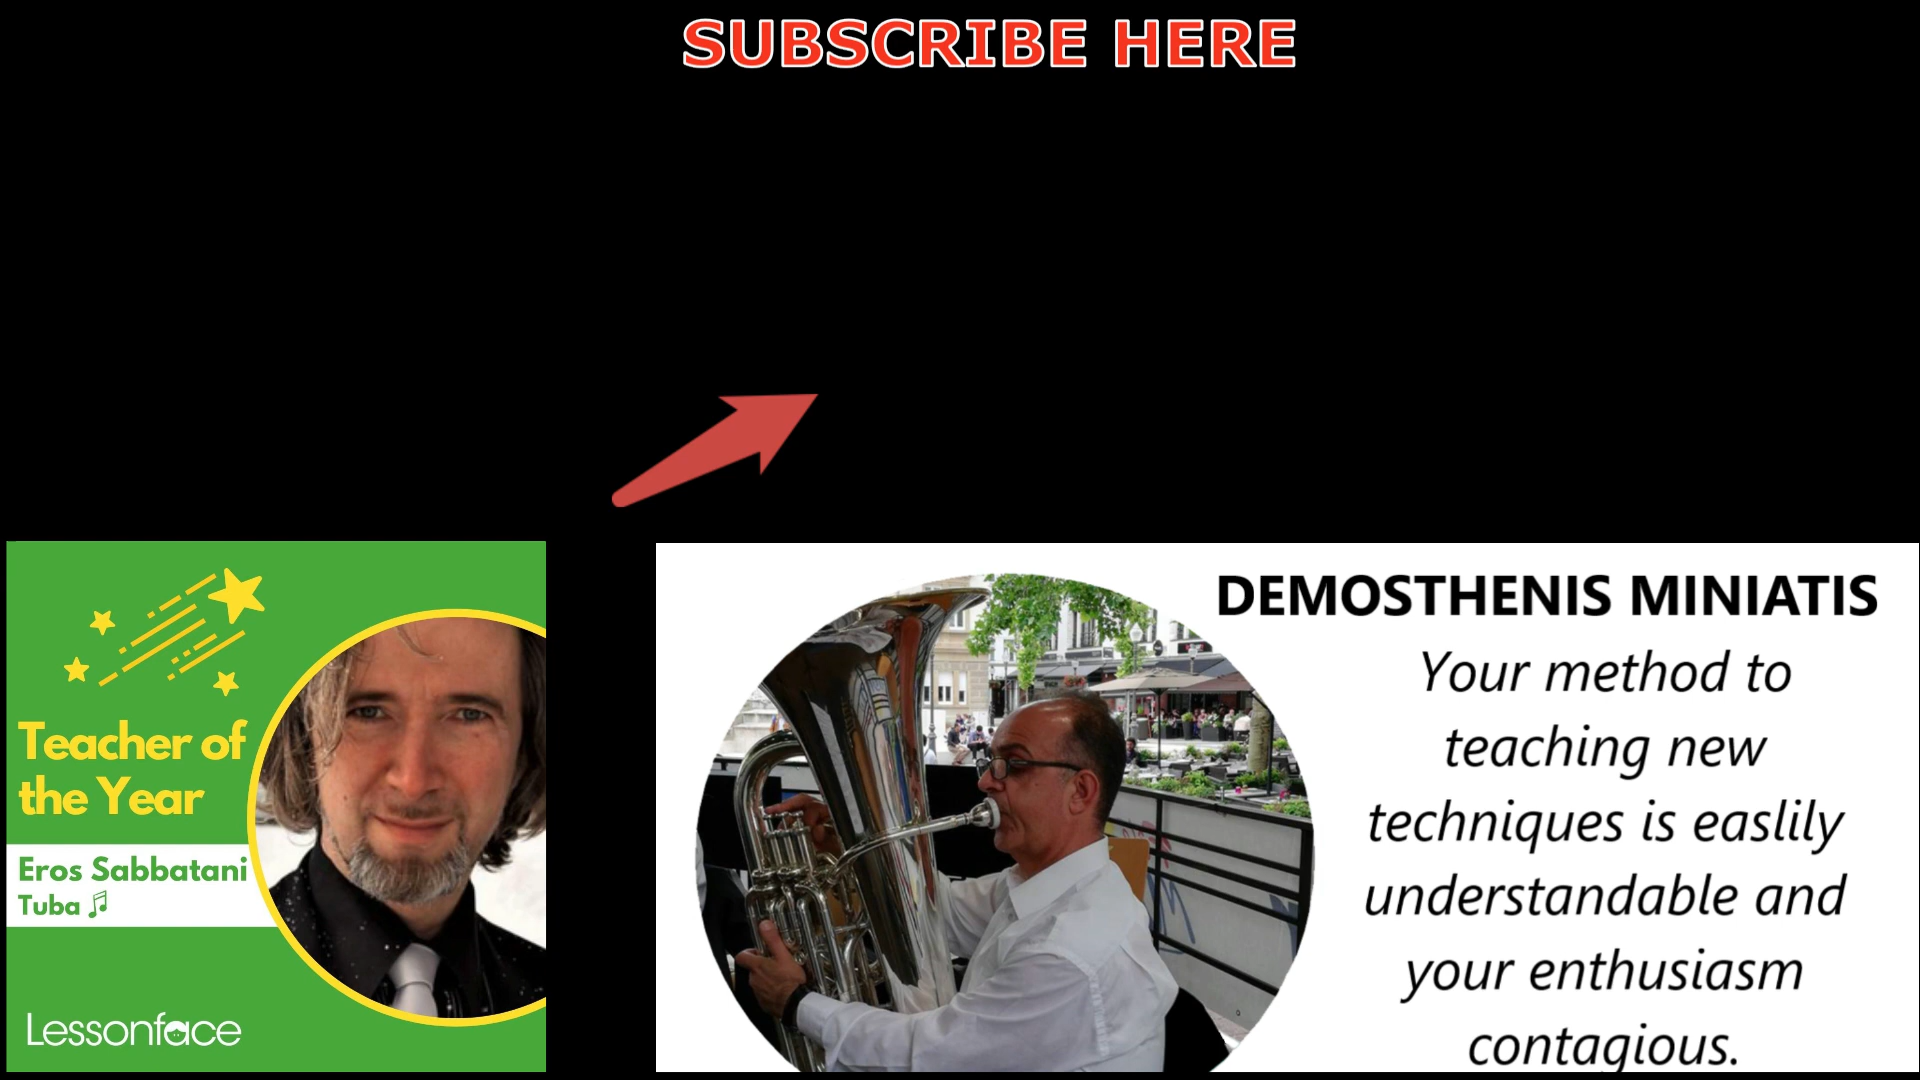 SUBSCRIBE HERE
Teacher of
the Year
Eros Sabbatani
Tuba
Lessonface
DEMOSTHENIS MINIATIS
Your method to
teaching new
techniques is easlily
understandable and
your enthusiasm
contagious.